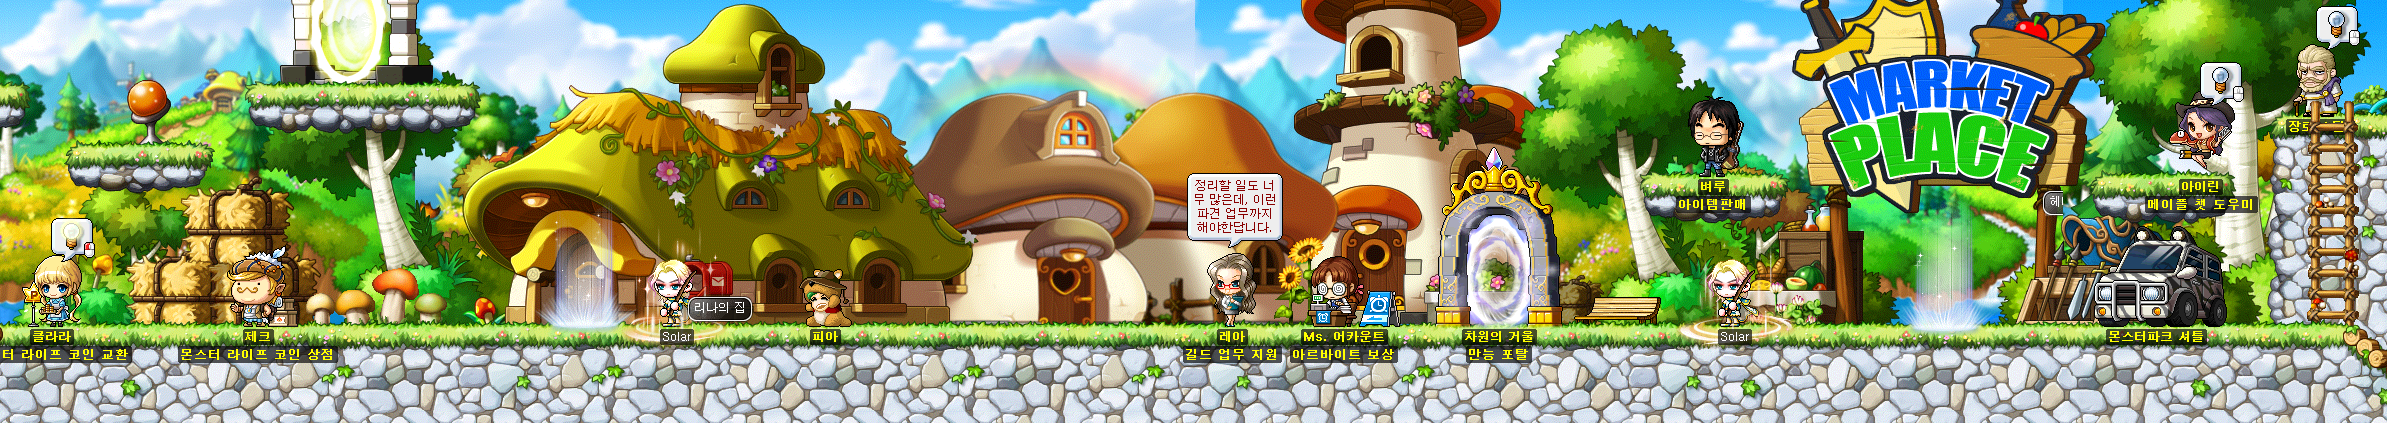 MARKET
PLACE
장로
정리할 일도 너
무 많은데, 이런
파견 업무까지
해야한답니다.
벼루
아이템판매
아이린
메이플 펫 도우미
헤
리나의 집
클라라
터 라이프 코인 교환
제크
몬스터 라이프 코인 상점
Solar
피아
레아
길드 업무 지원
Ms. 어카운트
아르바이트 보상
차원의 거울
만능 포탈
Solar
몬스터파크 셔틀